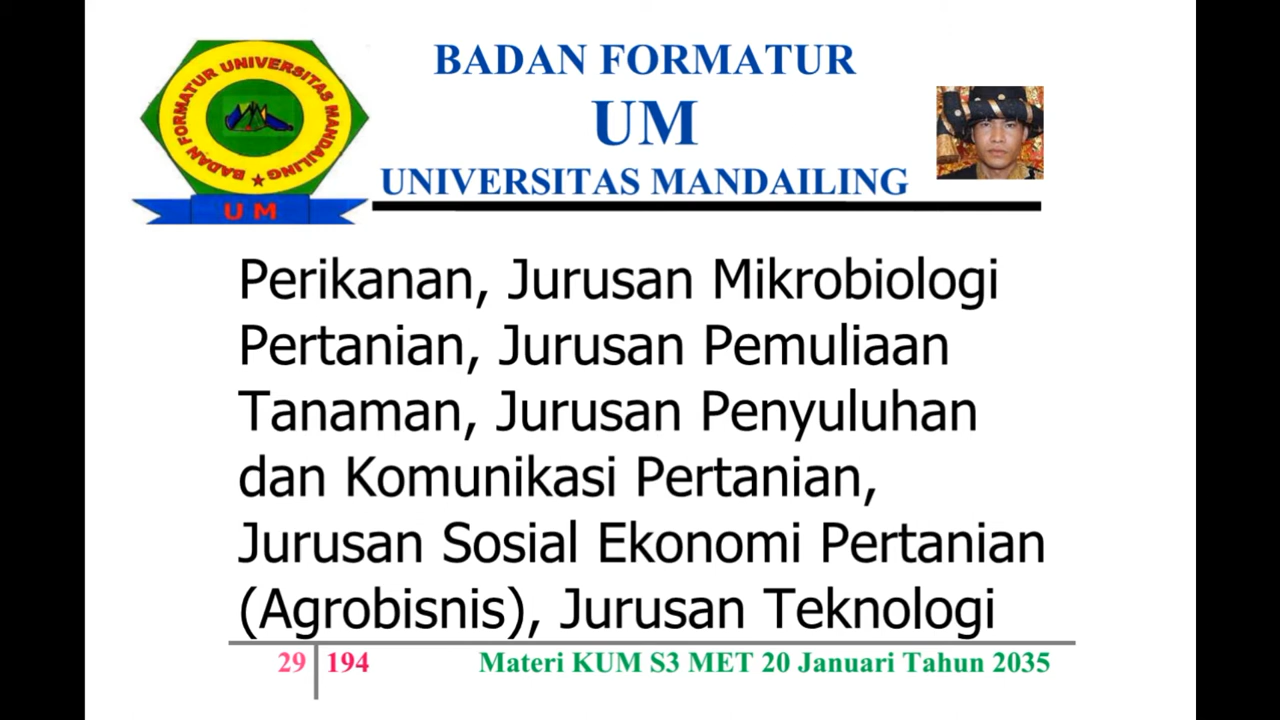 BADAN FORMATUR UNIVERSITAS MANDAILING
U M
BADAN FORMATUR
UM
UNIVERSITAS MANDAILING
Perikanan, Jurusan Mikrobiologi
Pertanian, Jurusan Pemuliaan
Tanaman, Jurusan Penyuluhan
dan Komunikasi Pertanian,
Jurusan Sosial Ekonomi Pertanian
(Agrobisnis), Jurusan Teknologi
29 194 Materi KUM S3 MET 20 Januari Tahun 2035